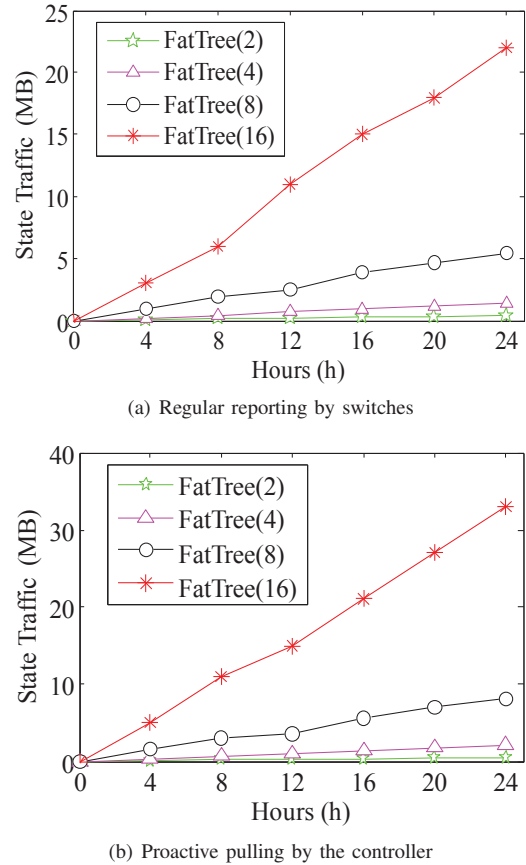 25
20
15
10
5
0
State Traffic (MB)
FatTree(2)
FatTree(4)
FatTree(8)
FatTree(16)
0 4 8 12 16 20 24
Hours (h)
(a) Regular reporting by switches
40
30
20
10
0
State Traffic (MB)
FatTree(2)
FatTree(4)
FatTree(8)
FatTree(16)
0 4 8 12 16 20 24
Hours (h)
(b) Proactive pulling by the controller